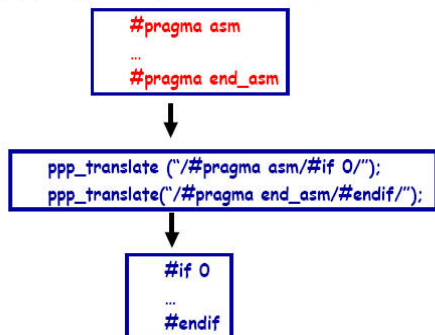 #pragma asm
...
#pragma end_asm
ppp_translate (“/#pragma asm/#if 0/”);
ppp_translate(“/#pragma end_asm/#endif/”);
#if 0
...
#endif